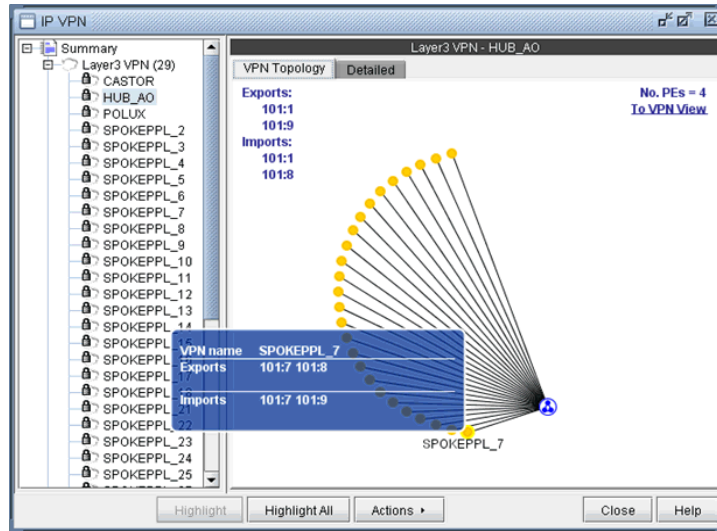 IP VPN
Summary
Layer3 VPN (29)
CASTOR
HUB_AO
POLUX
SPOKEPPL_2
SPOKEPPL_3
SPOKEPPL_4
SPOKEPPL_5
SPOKEPPL_6
SPOKEPPL_7
SPOKEPPL_8
SPOKEPPL_9
SPOKEPPL_10
SPOKEPPL_11
SPOKEPPL_12
SPOKEPPL_13
SPOKEPPL_14
SPOKEPPL_22
SPOKEPPL_23
SPOKEPPL_24
SPOKEPPL_25
Layer3 VPN - HUB_AO
VPN Topology Detailed
Exports:
101:1
101:9
Imports:
101:1
101:8
No. PEs = 4
To VPN View
VPN name SPOKEPPL_7
Exports 101:7 101:8
Imports 101:7 101:9
SPOKEPPL_7
Highlight Highlight All Actions Close Help